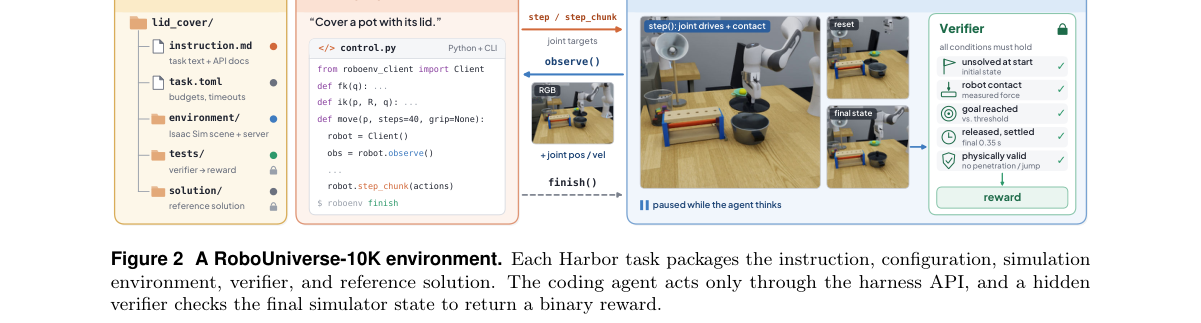 lid_cover/
instruction.md
task text + API docs
task.toml
budgets, timeouts
environment/
Isaac Sim scene + server
tests/
verifier → reward
solution/
reference solution
“Cover a pot with its lid.”
</> control.py Python + CLI
from roboenv_client import Client
def fk(q): ...
def ik(p, R, q): ...
def move(p, steps=40, grip=None):
robot = Client()
obs = robot.observe()
...
robot.step_chunk(actions)
$ roboenv finish
step / step_chunk
joint targets
observe()
RGB
+ joint pos / vel
finish()
step(): joint drives + contact
reset
final state
paused while the agent thinks
Verifier
all conditions must hold
unsolved at start ✓
initial state
robot contact ✓
measured force
goal reached ✓
vs. threshold
released, settled ✓
final 0.35 s
physically valid ✓
no penetration / jump
reward
Figure 2 A RoboUniverse-10K environment. Each Harbor task packages the instruction, configuration, simulation
environment, verifier, and reference solution. The coding agent acts only through the harness API, and a hidden
verifier checks the final simulator state to return a binary reward.